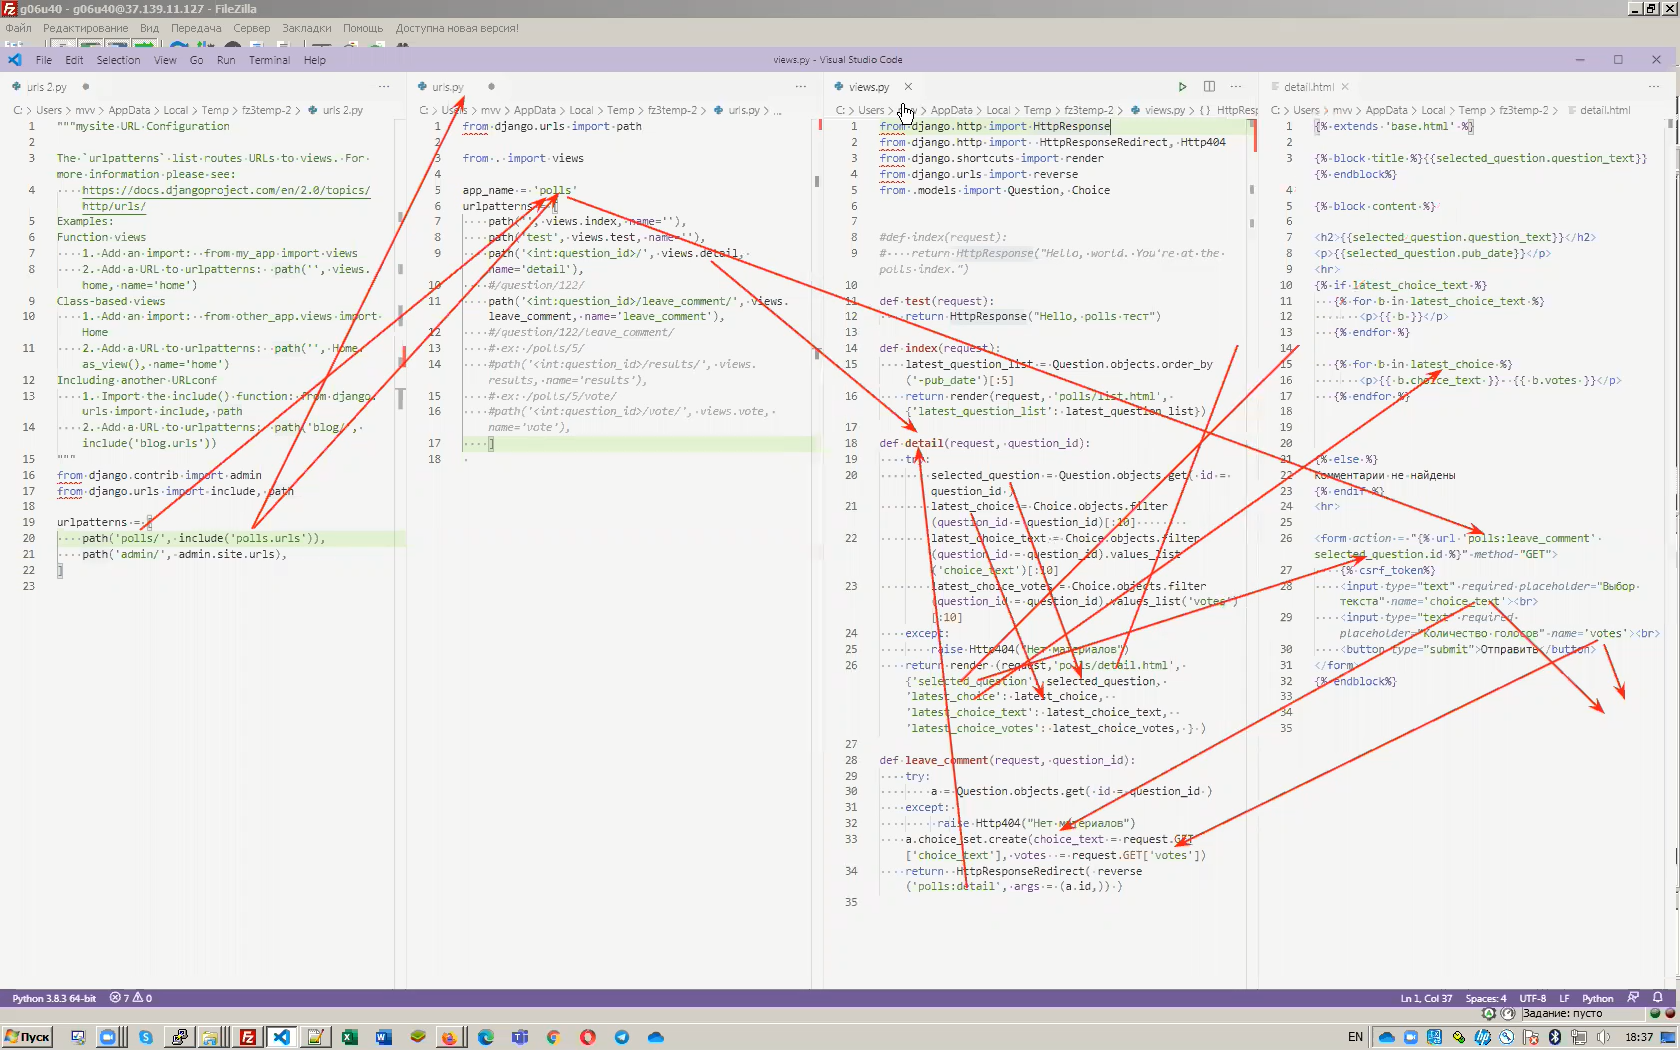 g06u40 - g06u40@37.139.11.127 - FileZilla
Файл Редактирование Вид Передача Сервер Закладки Помощь Доступна новая версия!
File Edit Selection View Go Run Terminal Help
views.py - Visual Studio Code
urls 2.py
C: > Users > mvv > AppData > Local > Temp > fz3temp-2 > urls 2.py
1 """mysite URL Configuration
2
3 The `urlpatterns` list routes URLs to views. For
more information please see:
4 https://docs.djangoproject.com/en/2.0/topics/
http/urls/
5 Examples:
6 Function views
7 1. Add an import: from my_app import views
8 2. Add a URL to urlpatterns: path('', views.
home, name='home')
9 Class-based views
10 1. Add an import: from other_app.views import
Home
11 2. Add a URL to urlpatterns: path('', Home.
as_view(), name='home')
12 Including another URLconf
13 1. Import the include() function: from django.
urls import include, path
14 2. Add a URL to urlpatterns: path('blog/',
include('blog.urls'))
15 """
16 from django.contrib import admin
17 from django.urls import include, path
18
19 urlpatterns = [
20 path('polls/', include('polls.urls')),
21 path('admin/', admin.site.urls),
22 ]
23
urls.py
C: > Users > mvv > AppData > Local > Temp > fz3temp-2 > urls.py > ...
1 from django.urls import path
2
3 from . import views
4
5 app_name = 'polls'
6 urlpatterns = [
7 path('', views.index, name=''),
8 path('test', views.test, name=''),
9 path('<int:question_id>/', views.detail,
name='detail'),
10 #/question/122/
11 path('<int:question_id>/leave_comment/', views.
leave_comment, name='leave_comment'),
12 #/question/122/leave_comment/
13 # ex: /polls/5/
14 #path('<int:question_id>/results/', views.
results, name='results'),
15 # ex: /polls/5/vote/
16 #path('<int:question_id>/vote/', views.vote,
name='vote'),
17 ]
18
views.py
C: > Users > > AppData > Local > Temp > fz3temp-2 > views.py > {} HttpResp
1 from django.http import HttpResponse
2 from django.http import HttpResponseRedirect, Http404
3 from django.shortcuts import render
4 from django.urls import reverse
5 from .models import Question, Choice
6
7
8 #def index(request):
9 # return HttpResponse("Hello, world. You're at the
polls index.")
10
11 def test(request):
12 return HttpResponse("Hello, polls тест")
13
14 def index(request):
15 latest_question_list = Question.objects.order_by
('-pub_date')[:5]
16 return render(request, 'polls/list.html',
{'latest_question_list': latest_question_list})
17
18 def detail(request, question_id):
19 try:
20 selected_question = Question.objects.get( id =
question_id )
21 latest_choice = Choice.objects.filter
(question_id = question_id)[:10]
22 latest_choice_text = Choice.objects.filter
(question_id = question_id).values_list
('choice_text')[:10]
23 latest_choice_votes = Choice.objects.filter
(question_id = question_id).values_list('votes')
[:10]
24 except:
25 raise Http404("Нет материалов")
26 return render (request,'polls/detail.html',
{'selected_question': selected_question,
'latest_choice': latest_choice,
'latest_choice_text': latest_choice_text,
'latest_choice_votes': latest_choice_votes, } )
27
28 def leave_comment(request, question_id):
29 try:
30 a = Question.objects.get( id = question_id )
31 except:
32 raise Http404("Нет материалов")
33 a.choice_set.create(choice_text = request.GET
['choice_text'], votes = request.GET['votes'])
34 return HttpResponseRedirect( reverse
('polls:detail', args = (a.id,)) )
35
detail.html
C: > Users > mvv > AppData > Local > Temp > fz3temp-2 > detail.html
1 {% extends 'base.html' %}
2
3 {% block title %}{{selected_question.question_text}}
{% endblock%}
4
5 {% block content %}
6
7 <h2>{{selected_question.question_text}}</h2>
8 <p>{{selected_question.pub_date}}</p>
9 <hr>
10 {% if latest_choice_text %}
11 {% for b in latest_choice_text %}
12 <p>{{ b }}</p>
13 {% endfor %}
14
15 {% for b in latest_choice %}
16 <p>{{ b.choice_text }} {{ b.votes }}</p>
17 {% endfor %}
18
19
20
21 {% else %}
22 Комментарии не найдены
23 {% endif %}
24 <hr>
25
26 <form action = "{% url 'polls:leave_comment'
selected_question.id %}" method="GET">
27 {% csrf_token%}
28 <input type="text" required placeholder="Выбор
текста" name='choice_text'><br>
29 <input type="text" required
placeholder="Количество голосов" name='votes'><br>
30 <button type="submit">Отправить</button>
31 </form>
32 {% endblock%}
33
34
35
Python 3.8.3 64-bit 7 0
Ln 1, Col 37 Spaces: 4 UTF-8 LF Python
Задание: пусто
Пуск
EN
18:37